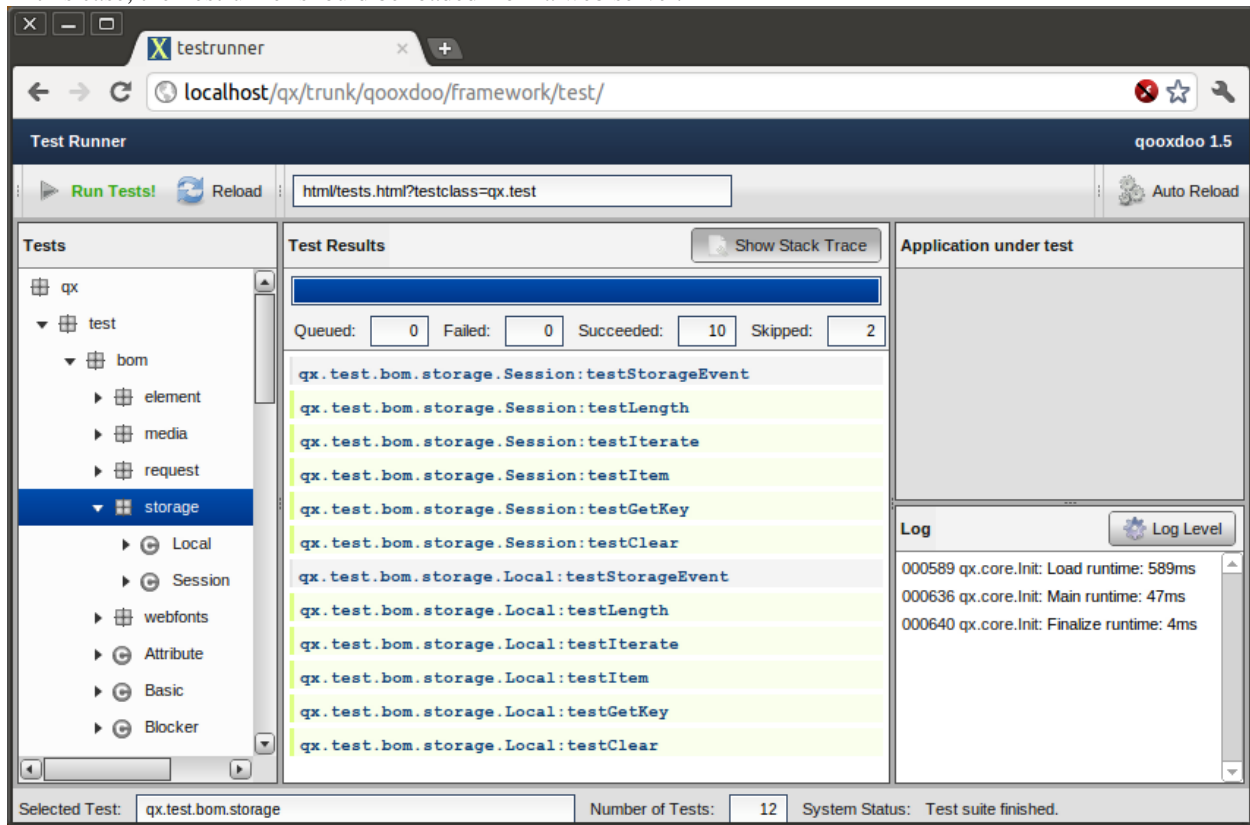 testrunner
localhost/qx/trunk/qooxdoo/framework/test/
Test Runner
qooxdoo 1.5
Run Tests!
Reload
html/tests.html?testclass=qx.test
Auto Reload
Tests
qx
test
bom
element
media
request
storage
Local
Session
webfonts
Attribute
Basic
Blocker
Test Results
Show Stack Trace
Queued: 0 Failed: 0 Succeeded: 10 Skipped: 2
qx.test.bom.storage.Session:testStorageEvent
qx.test.bom.storage.Session:testLength
qx.test.bom.storage.Session:testIterate
qx.test.bom.storage.Session:testItem
qx.test.bom.storage.Session:testGetKey
qx.test.bom.storage.Session:testClear
qx.test.bom.storage.Local:testStorageEvent
qx.test.bom.storage.Local:testLength
qx.test.bom.storage.Local:testIterate
qx.test.bom.storage.Local:testItem
qx.test.bom.storage.Local:testGetKey
qx.test.bom.storage.Local:testClear
Application under test
Log
Log Level
000589 qx.core.Init: Load runtime: 589ms
000636 qx.core.Init: Main runtime: 47ms
000640 qx.core.Init: Finalize runtime: 4ms
Selected Test: qx.test.bom.storage Number of Tests: 12 System Status: Test suite finished.